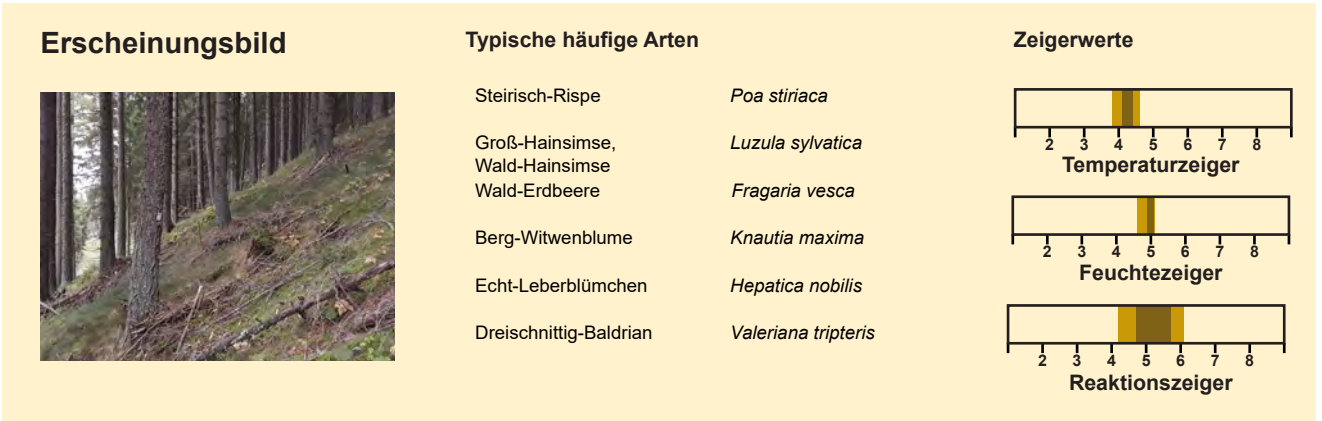 Erscheinungsbild
Typische häufige Arten
Steirisch-Rispe Poa stiriaca
Groß-Hainsimse, Luzula sylvatica
Wald-Hainsimse
Wald-Erdbeere Fragaria vesca
Berg-Witwenblume Knautia maxima
Echt-Leberblümchen Hepatica nobilis
Dreischnittig-Baldrian Valeriana tripteris
Zeigerwerte
2 3 4 5 6 7 8
Temperaturzeiger
2 3 4 5 6 7 8
Feuchtezeiger
2 3 4 5 6 7 8
Reaktionszeiger